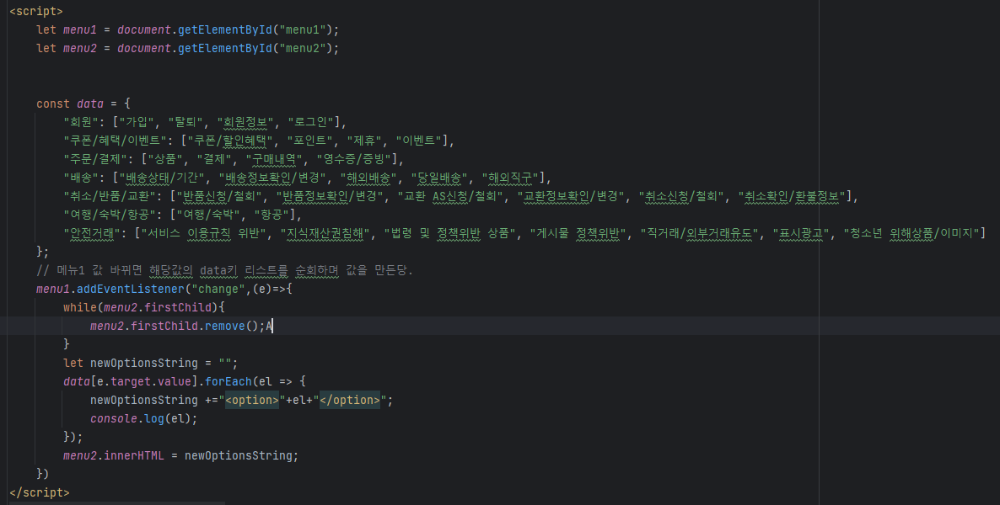 <script>
let menu1 = document.getElementById("menu1");
let menu2 = document.getElementById("menu2");
const data = {
"회원": ["가입", "탈퇴", "회원정보", "로그인"],
"쿠폰/혜택/이벤트": ["쿠폰/할인혜택", "포인트", "제휴", "이벤트"],
"주문/결제": ["상품", "결제", "구매내역", "영수증/증빙"],
"배송": ["배송상태/기간", "배송정보확인/변경", "해외배송", "당일배송", "해외직구"],
"취소/반품/교환": ["반품신청/철회", "반품정보확인/변경", "교환 AS신청/철회", "교환정보확인/변경", "취소신청/철회", "취소확인/환불정보"],
"여행/숙박/항공": ["여행/숙박", "항공"],
"안전거래": ["서비스 이용규칙 위반", "지식재산권침해", "법령 및 정책위반 상품", "게시물 정책위반", "직거래/외부거래유도", "표시광고", "청소년 위해상품/이미지"]
};
// 메뉴1 값 바뀌면 해당값의 data키 리스트를 순회하며 값을 만든당.
menu1.addEventListener("change",(e)=>{
while(menu2.firstChild){
menu2.firstChild.remove();A
}
let newOptionsString = "";
data[e.target.value].forEach(el => {
newOptionsString +="<option>"+el+"</option>";
console.log(el);
});
menu2.innerHTML = newOptionsString;
})
</script>